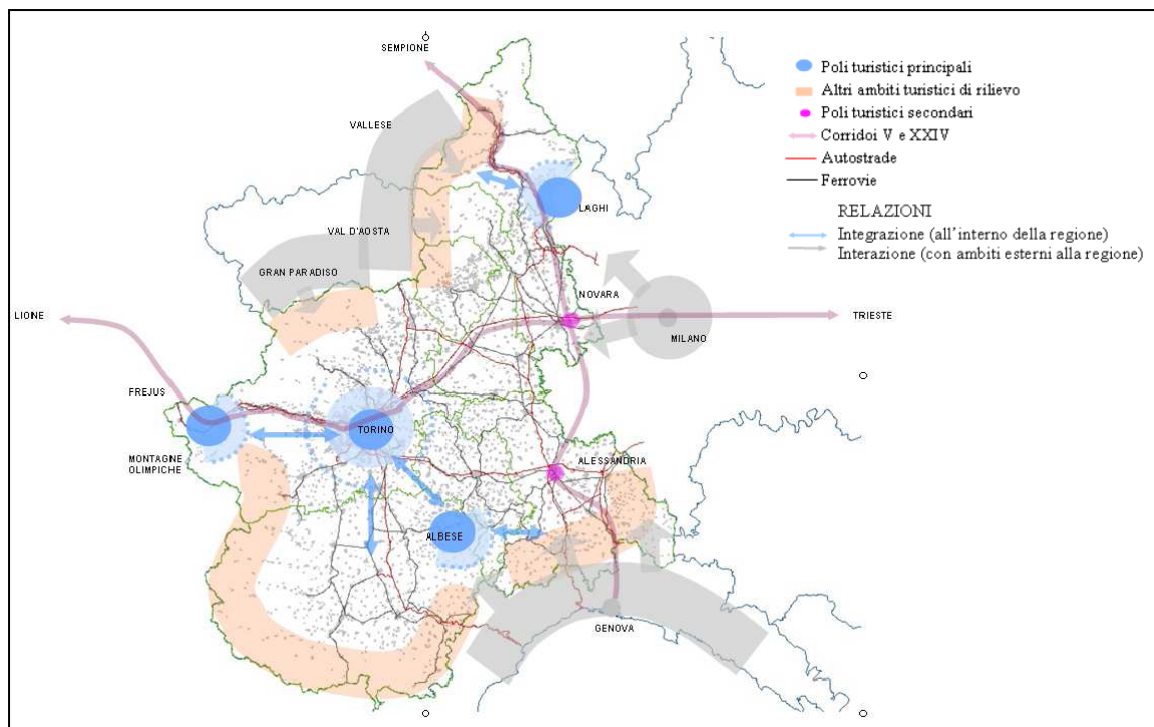 SEMPIONE
VALLESE
LAGHI
VAL D'AOSTA
GRAN PARADISO
NOVARA
LIONE
TRIESTE
MILANO
FREJUS
TORINO
MONTAGNE
OLIMPICHE
ALESSANDRIA
ALBESE
GENOVA
Poli turistici principali
Altri ambiti turistici di rilievo
Poli turistici secondari
Corridoi V e XXIV
Autostrade
Ferrovie
RELAZIONI
Integrazione (all'interno della regione)
Interazione (con ambiti esterni alla regione)